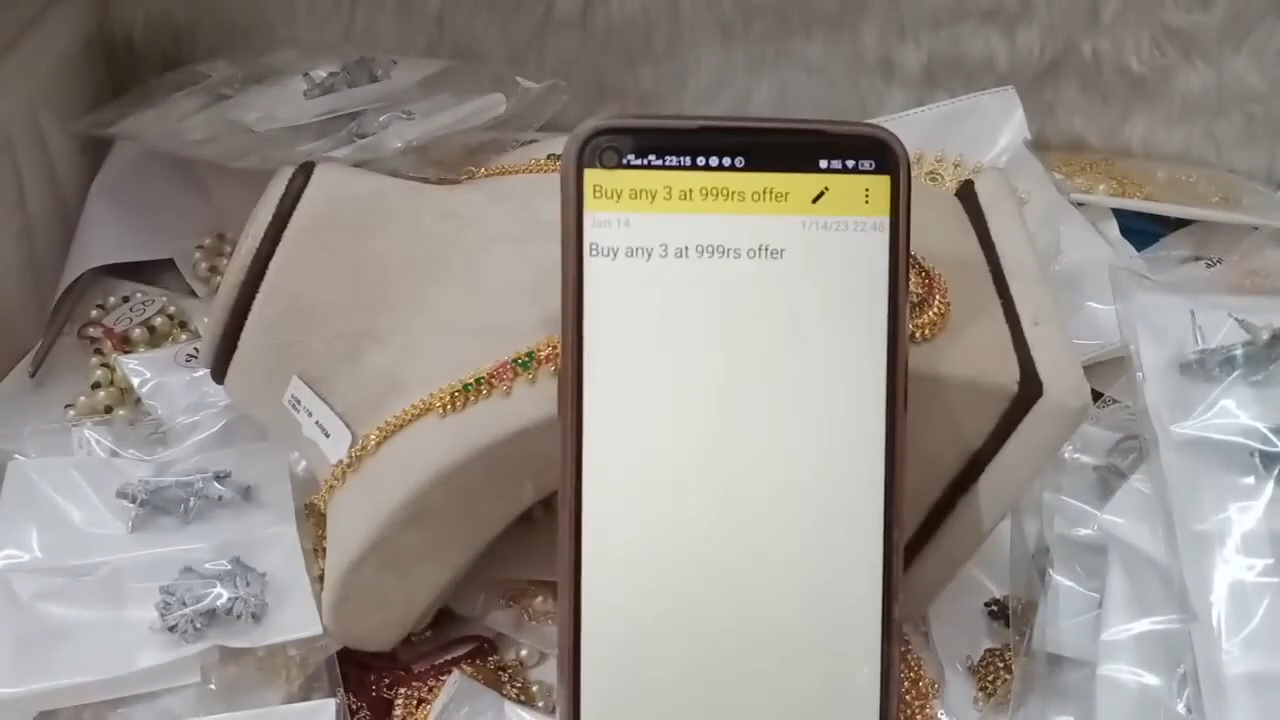 23:15
Buy any 3 at 999rs offer
Jan 14
1/14/23 22:48
Buy any 3 at 999rs offer